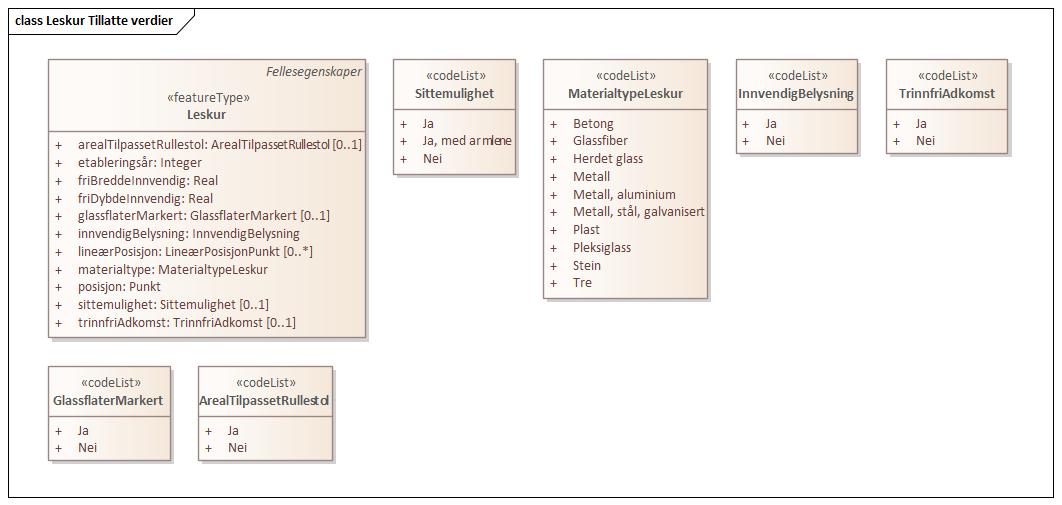 class Leskur Tillatte verdier
Fellesegenskaper
«featureType»
Leskur
+ arealTilpassetRullestol: ArealTilpassetRullestol [0..1]
+ etableringsår: Integer
+ friBreddeInnvendig: Real
+ friDybdeInnvendig: Real
+ glassflaterMarkert: GlassflaterMarkert [0..1]
+ innvendigBelysning: InnvendigBelysning
+ lineærPosisjon: LineærPosisjonPunkt [0..*]
+ materialtype: MaterialtypeLeskur
+ posisjon: Punkt
+ sittemulighet: Sittemulighet [0..1]
+ trinnfriAdkomst: TrinnfriAdkomst [0..1]
«codeList»
Sittemulighet
+ Ja
+ Ja, med armlene
+ Nei
«codeList»
MaterialtypeLeskur
+ Betong
+ Glassfiber
+ Herdet glass
+ Metall
+ Metall, aluminium
+ Metall, stål, galvanisert
+ Plast
+ Pleksiglass
+ Stein
+ Tre
«codeList»
InnvendigBelysning
+ Ja
+ Nei
«codeList»
TrinnfriAdkomst
+ Ja
+ Nei
«codeList»
GlassflaterMarkert
+ Ja
+ Nei
«codeList»
ArealTilpassetRullestol
+ Ja
+ Nei